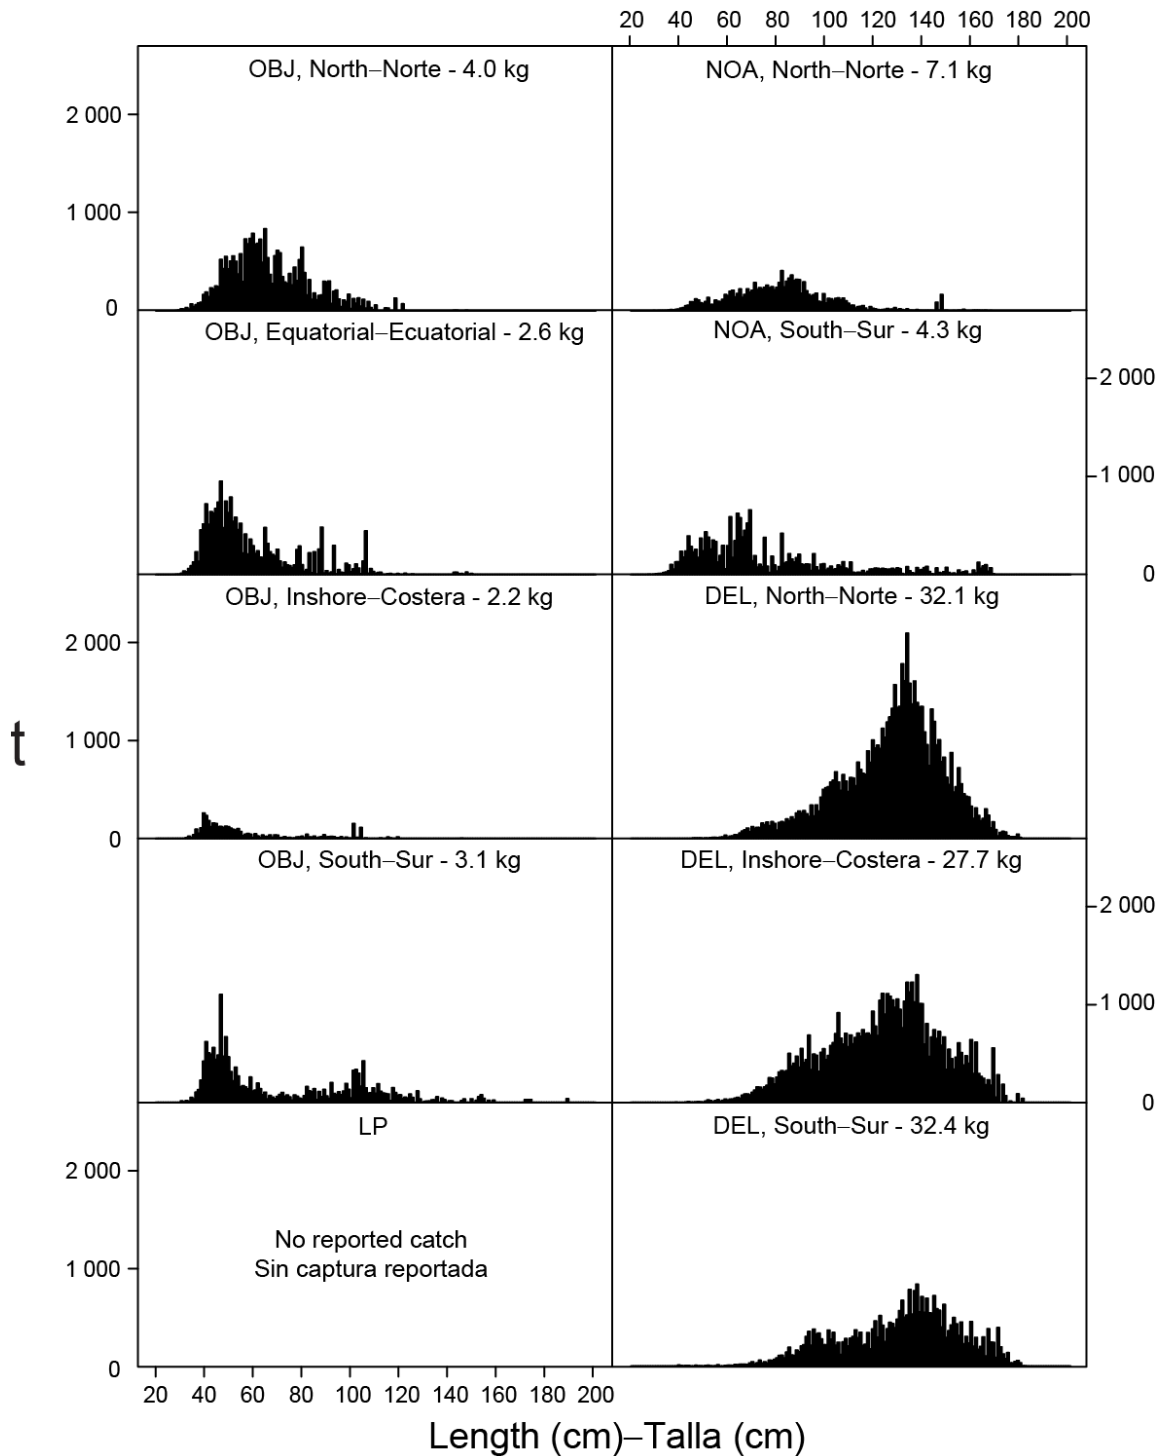 20 40 60 80 100 120 140 160 180 200
OBJ, North–Norte - 4.0 kg
NOA, North–Norte - 7.1 kg
2 000
1 000
0
OBJ, Equatorial–Ecuatorial - 2.6 kg
NOA, South–Sur - 4.3 kg
2 000
1 000
0
OBJ, Inshore–Costera - 2.2 kg
DEL, North–Norte - 32.1 kg
2 000
1 000
0
t
OBJ, South–Sur - 3.1 kg
DEL, Inshore–Costera - 27.7 kg
2 000
1 000
0
LP
DEL, South–Sur - 32.4 kg
2 000
1 000
0
No reported catch
Sin captura reportada
20 40 60 80 100 120 140 160 180 200
Length (cm)–Talla (cm)